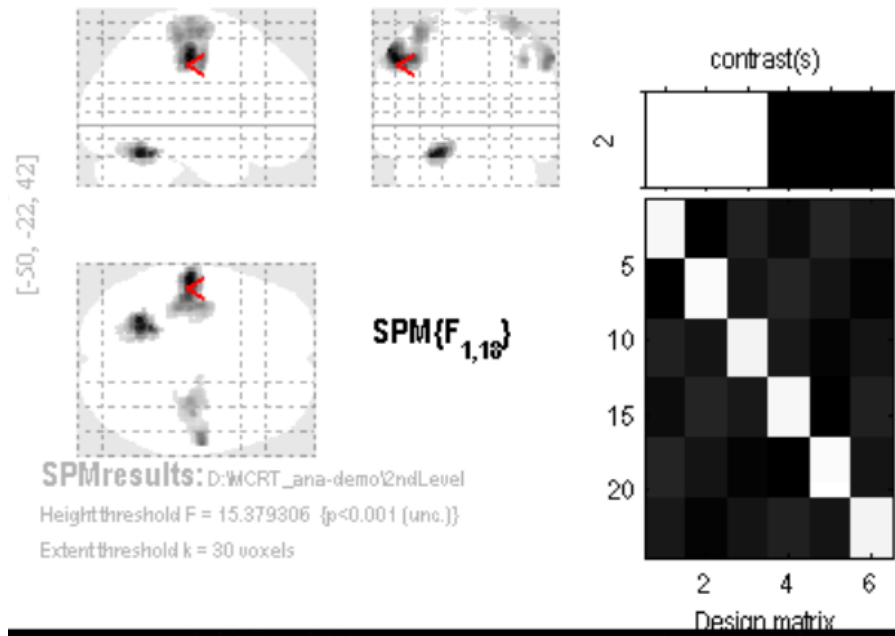 contrast(s)
2
[-50, -22, 42]
SPM{F1,18}
SPMresults: D:\MCRT_ana-demo\2ndLevel
Height threshold F = 15.379306 {p<0.001 (unc.)}
Extent threshold k = 30 voxels
5
10
15
20
2 4 6
Design matrix